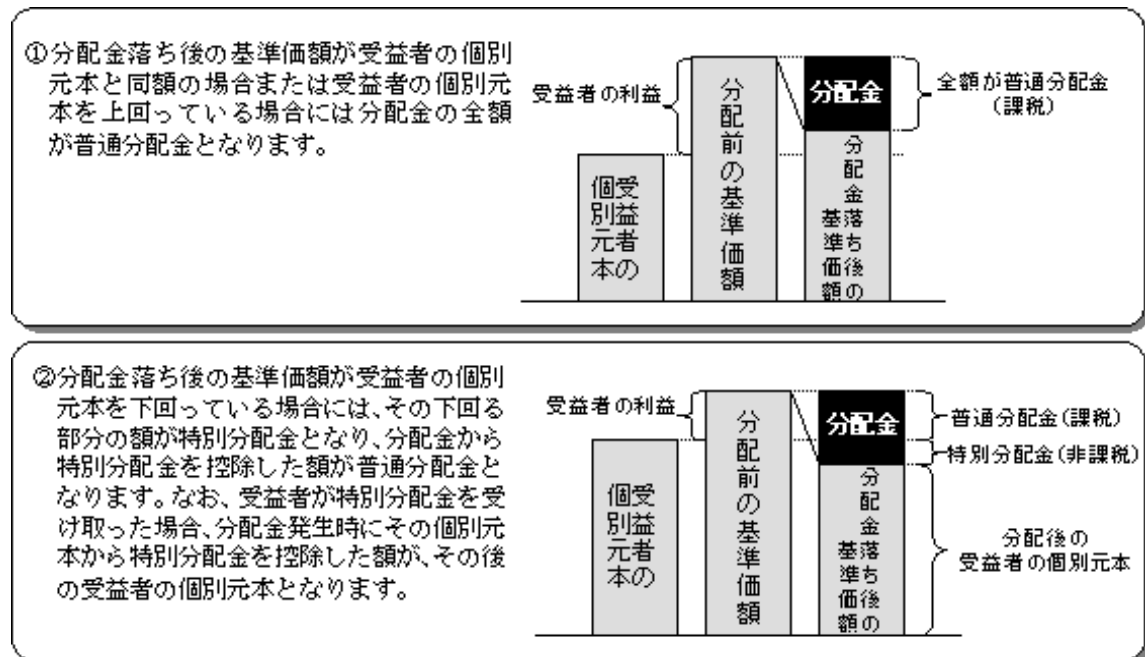 ①分配金落ち後の基準価額が受益者の個別
元本と同額の場合または受益者の個別元
本を上回っている場合には分配金の全額
が普通分配金となります。
受益者の利益
受益者の
個別元本
分配前の基準価額
分配金
分配金落ち後の
基準価額
全額が普通分配金
(課税)
②分配金落ち後の基準価額が受益者の個別
元本を下回っている場合には、その下回る
部分の額が特別分配金となり、分配金から
特別分配金を控除した額が普通分配金と
なります。なお、受益者が特別分配金を受
け取った場合、分配金発生時にその個別元
本から特別分配金を控除した額が、その後
の受益者の個別元本となります。
受益者の利益
受益者の
個別元本
分配前の基準価額
分配金
分配金落ち後の
基準価額
普通分配金(課税)
特別分配金(非課税)
分配後の
受益者の個別元本